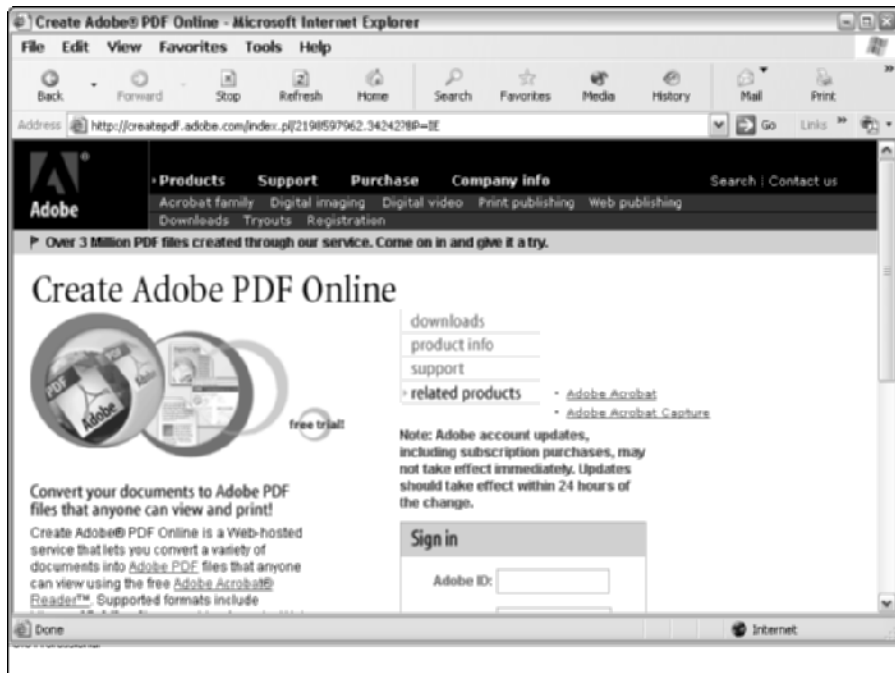 Create Adobe® PDF Online - Microsoft Internet Explorer
File Edit View Favorites Tools Help
Back Forward Stop Refresh Home Search Favorites Media History Mail Print »
Address http://createpdf.adobe.com/index.pl/2198597962.34242?BP=IE Go Links »
Adobe
Products Support Purchase Company info Search | Contact us
Acrobat family Digital imaging Digital video Print publishing Web publishing
Downloads Tryouts Registration
Over 3 Million PDF files created through our service. Come on in and give it a try.
Create Adobe PDF Online
PDF
Adobe
free trial!
downloads
product info
support
related products
• Adobe Acrobat
• Adobe Acrobat Capture
Note: Adobe account updates,
including subscription purchases, may
not take effect immediately. Updates
should take effect within 24 hours of
the change.
Convert your documents to Adobe PDF
files that anyone can view and print!
Create Adobe® PDF Online is a Web-hosted
service that lets you convert a variety of
documents into Adobe PDF files that anyone
can view using the free Adobe Acrobat®
Reader™. Supported formats include
Sign in
Adobe ID:
Done Internet